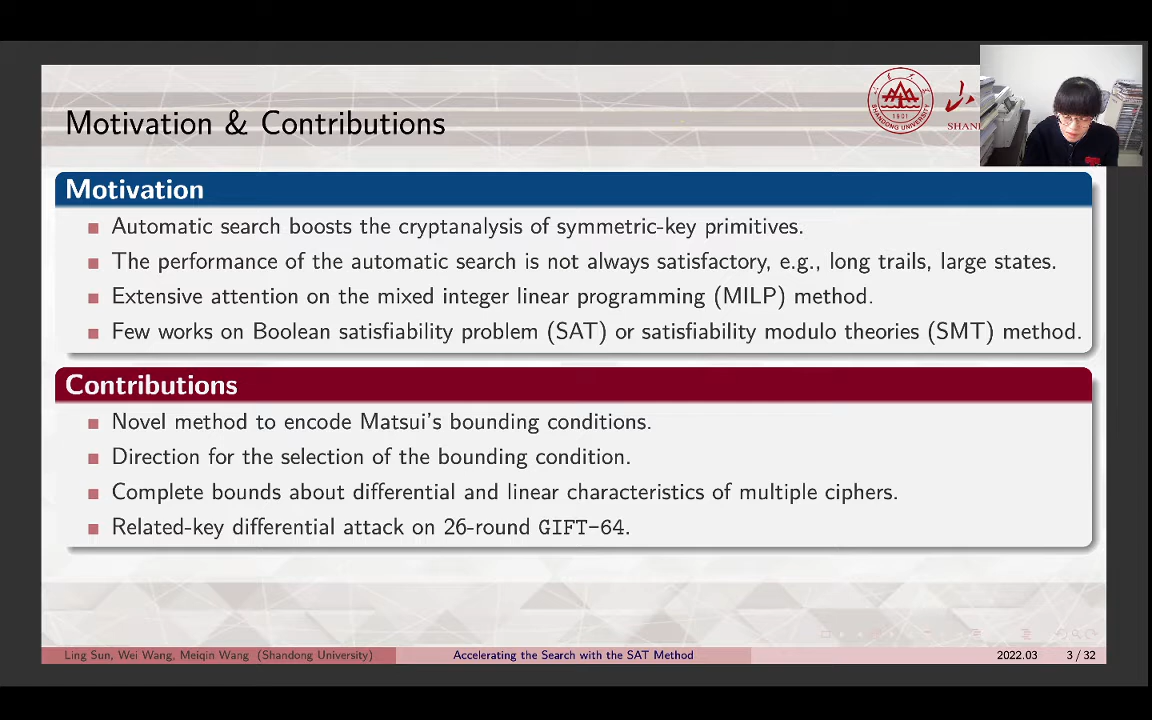 Motivation & Contributions
SHANDONG UNIVERSITY
1901
SHAN
Motivation
Automatic search boosts the cryptanalysis of symmetric-key primitives.
The performance of the automatic search is not always satisfactory, e.g., long trails, large states.
Extensive attention on the mixed integer linear programming (MILP) method.
Few works on Boolean satisfiability problem (SAT) or satisfiability modulo theories (SMT) method.
Contributions
Novel method to encode Matsui's bounding conditions.
Direction for the selection of the bounding condition.
Complete bounds about differential and linear characteristics of multiple ciphers.
Related-key differential attack on 26-round GIFT-64.
Ling Sun, Wei Wang, Meiqin Wang (Shandong University) Accelerating the Search with the SAT Method 2022.03 3 / 32